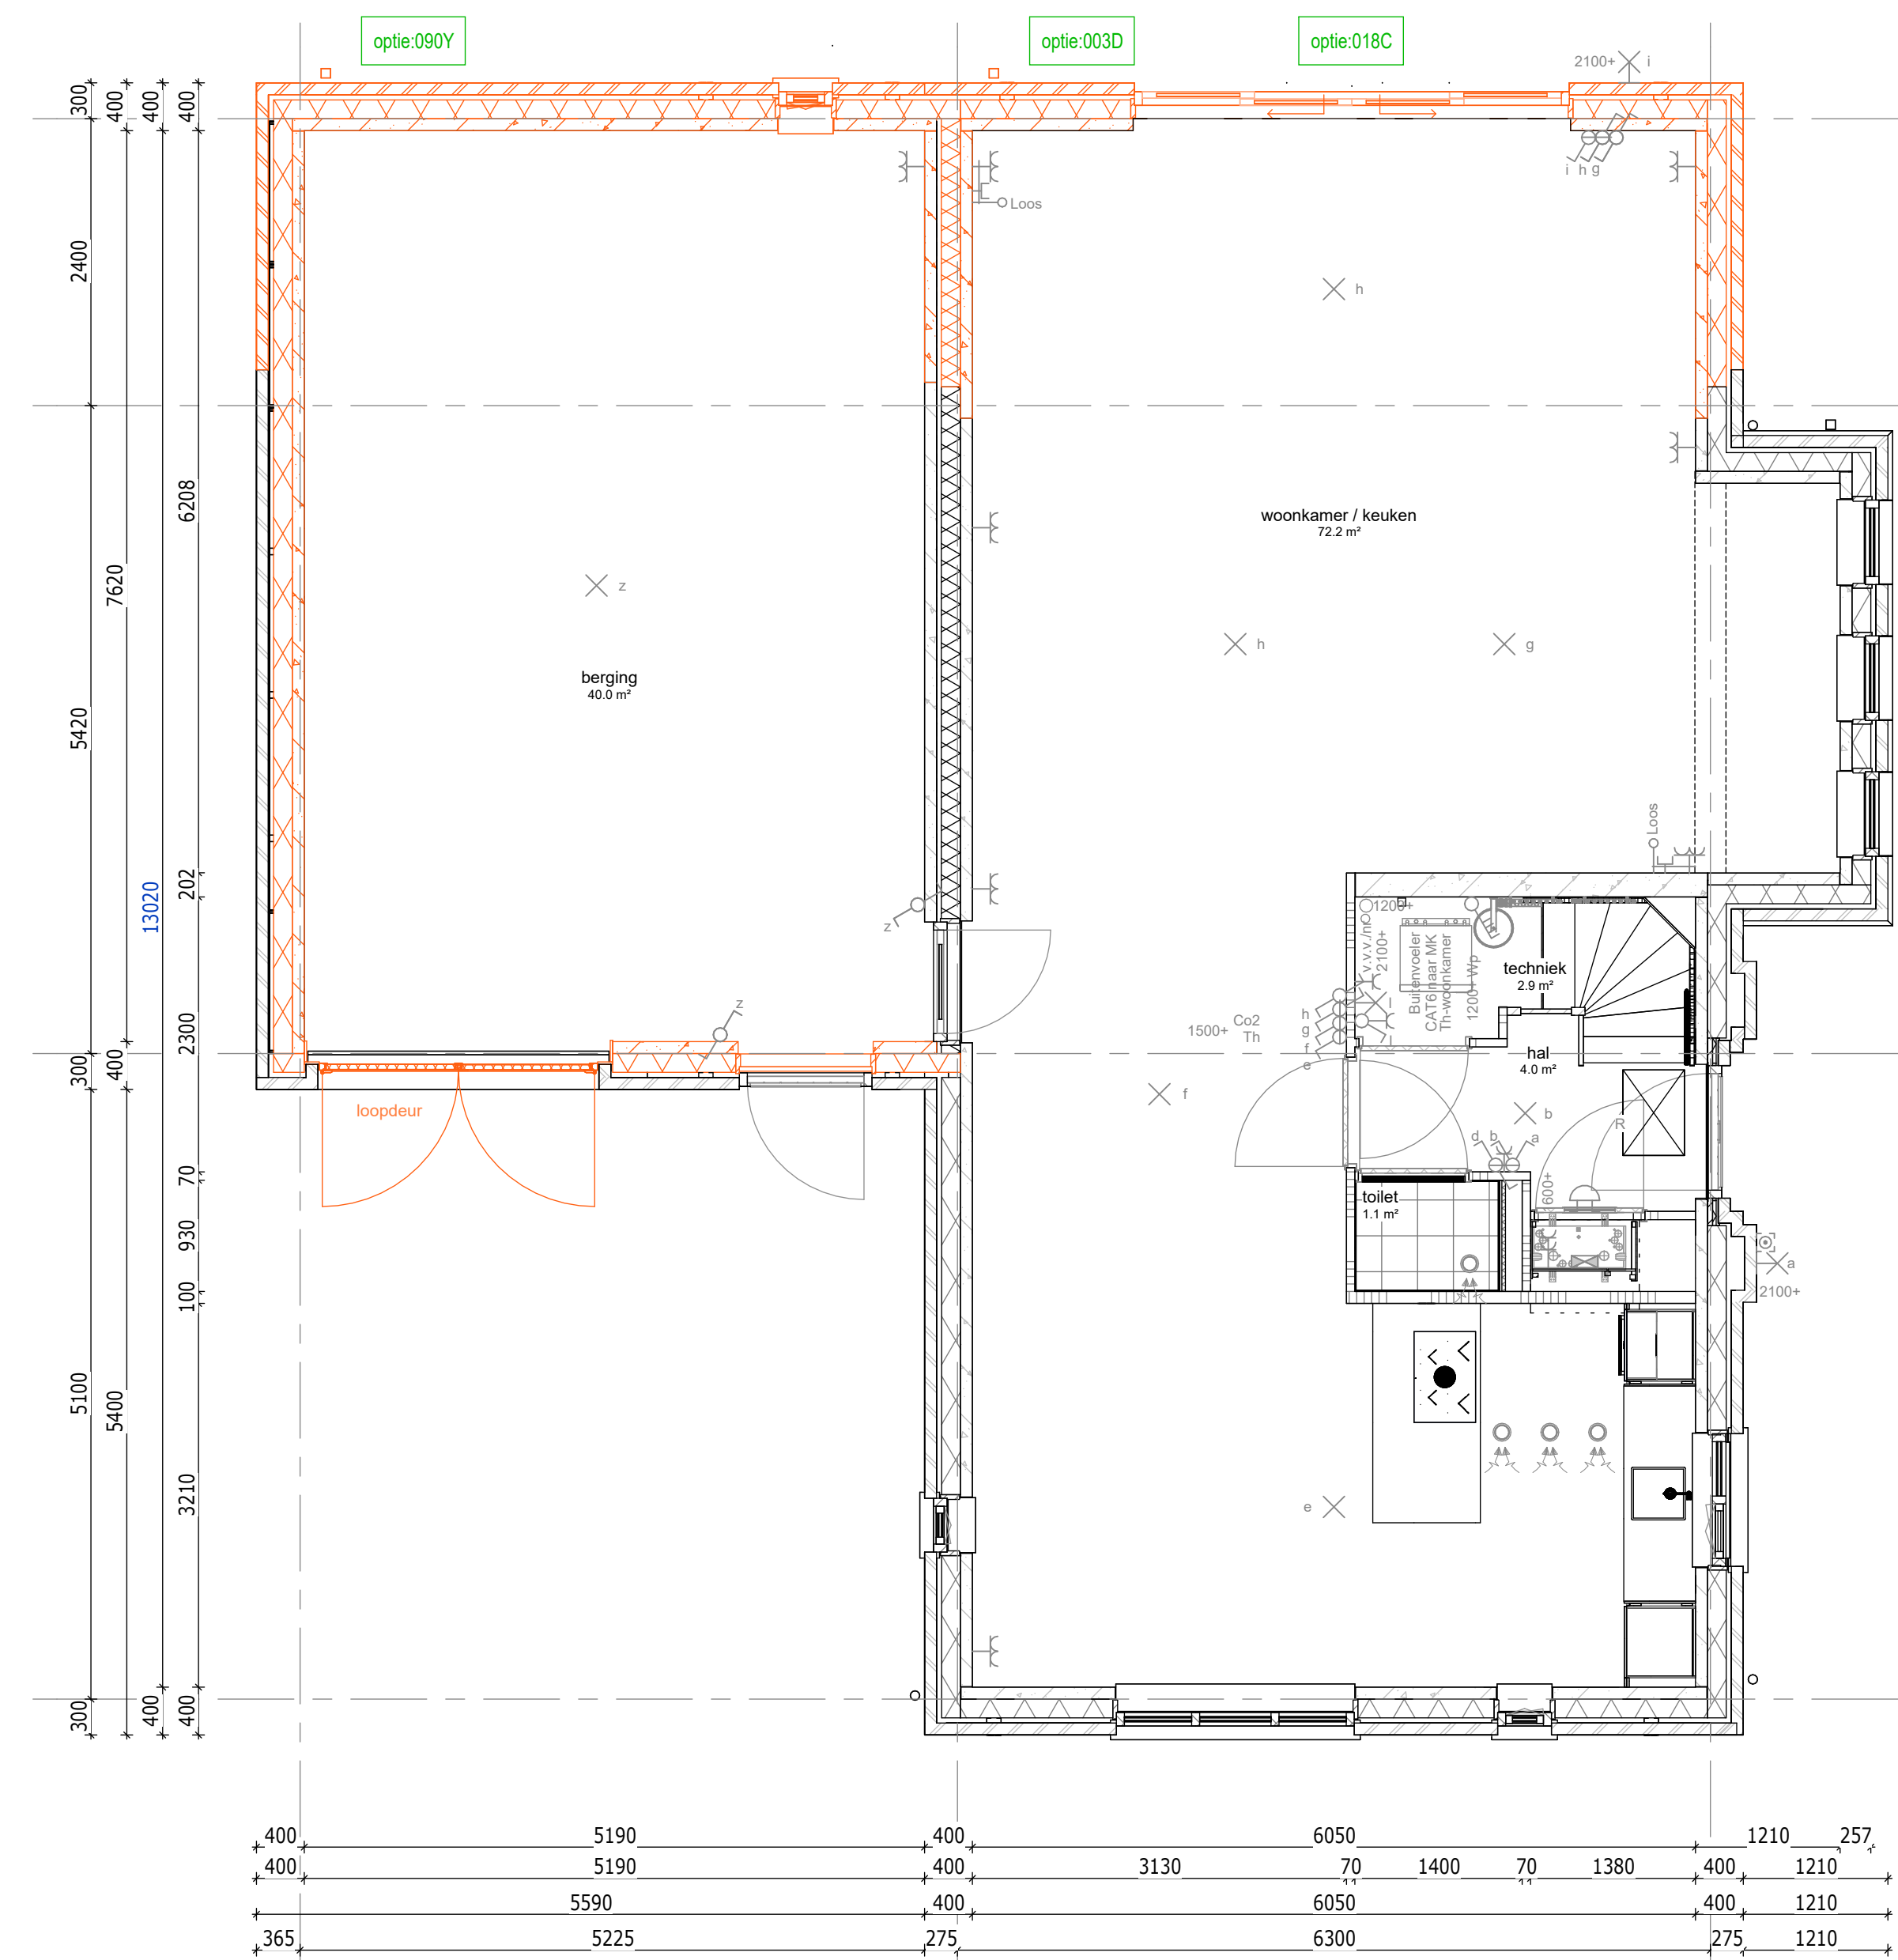 optie:090Y
optie:003D
optie:018C
2100+
i
i h g
Loos
h
woonkamer / keuken
72.2 m²
z
h
g
berging
40.0 m²
Loos
z
1200+
v.v.v./nr
2100+
Buitenvoeler
CAT6 naar MK
Th-woonkamer
1200+ Wp
techniek
2.9 m²
z
h
g
f
e
Co2
1500+
Th
hal
4.0 m²
f
b
loopdeur
R
d
b
a
toilet
1.1 m²
600+
a
2100+
e
300
2400
5420
300
5100
300
400
7620
400
5400
400
13020
400
400
6208
202
2300
70
930
100
3210
400
400
5190
400
6050
1210
257
400
5190
400
3130
70
1400
70
1380
400
1210
11
11
5590
400
6050
400
1210
365
5225
275
6300
275
1210